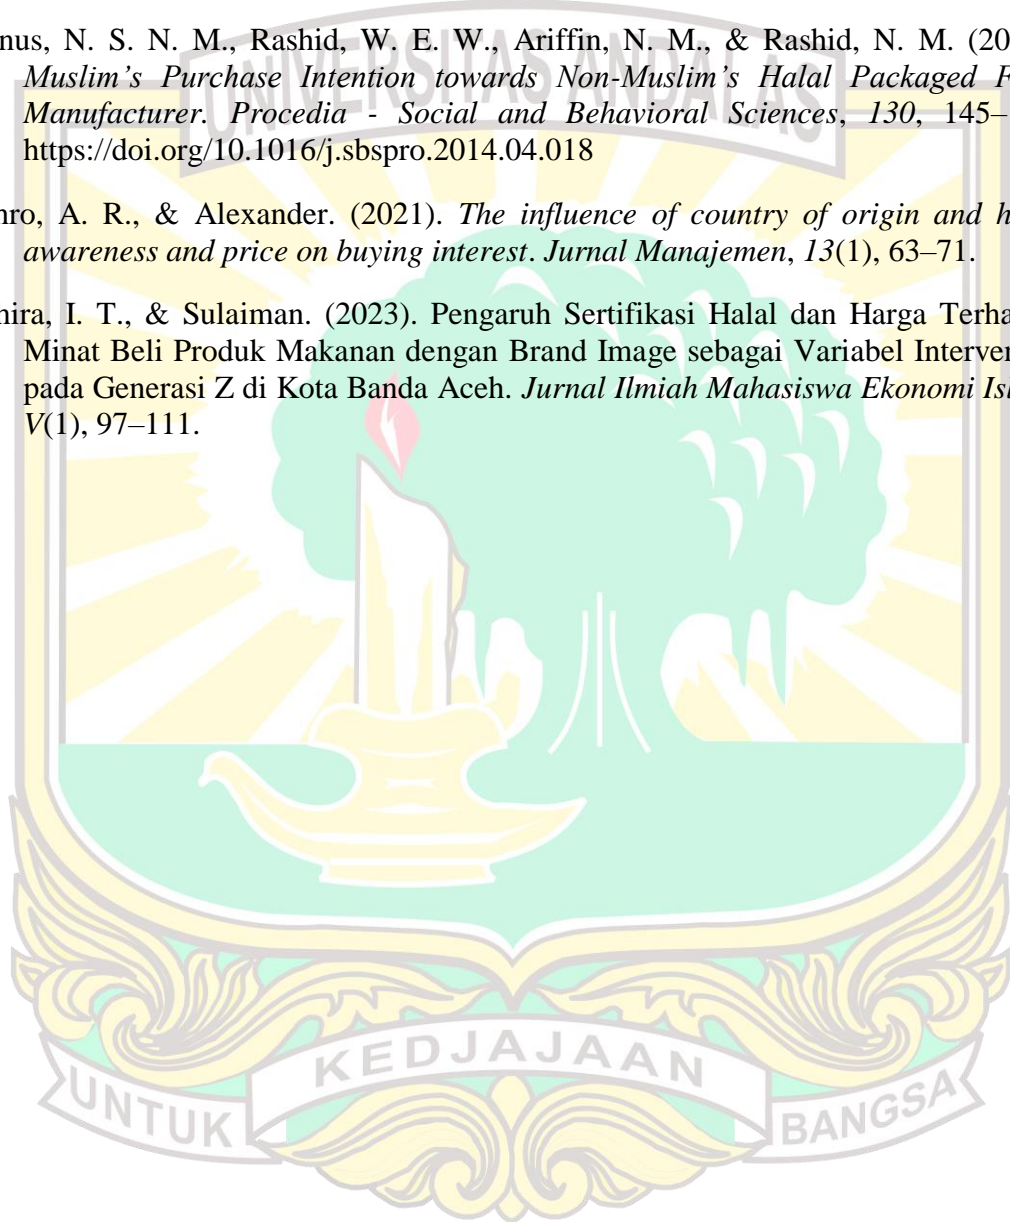 nus, N. S. N. M., Rashid, W. E. W., Ariffin, N. M., & Rashid, N. M. (20
Muslim's Purchase Intention towards Non-Muslim's Halal Packaged F
Manufacturer. Procedia - Social and Behavioral Sciences, 130, 145–
https://doi.org/10.1016/j.sbspro.2014.04.018
nro, A. R., & Alexander. (2021). The influence of country of origin and h
awareness and price on buying interest. Jurnal Manajemen, 13(1), 63–71.
nira, I. T., & Sulaiman. (2023). Pengaruh Sertifikasi Halal dan Harga Terha
Minat Beli Produk Makanan dengan Brand Image sebagai Variabel Interven
pada Generasi Z di Kota Banda Aceh. Jurnal Ilmiah Mahasiswa Ekonomi Isl
V(1), 97–111.
UNIVERSITAS ANDALAS
UNTUK KEDJAJAAN BANGSA